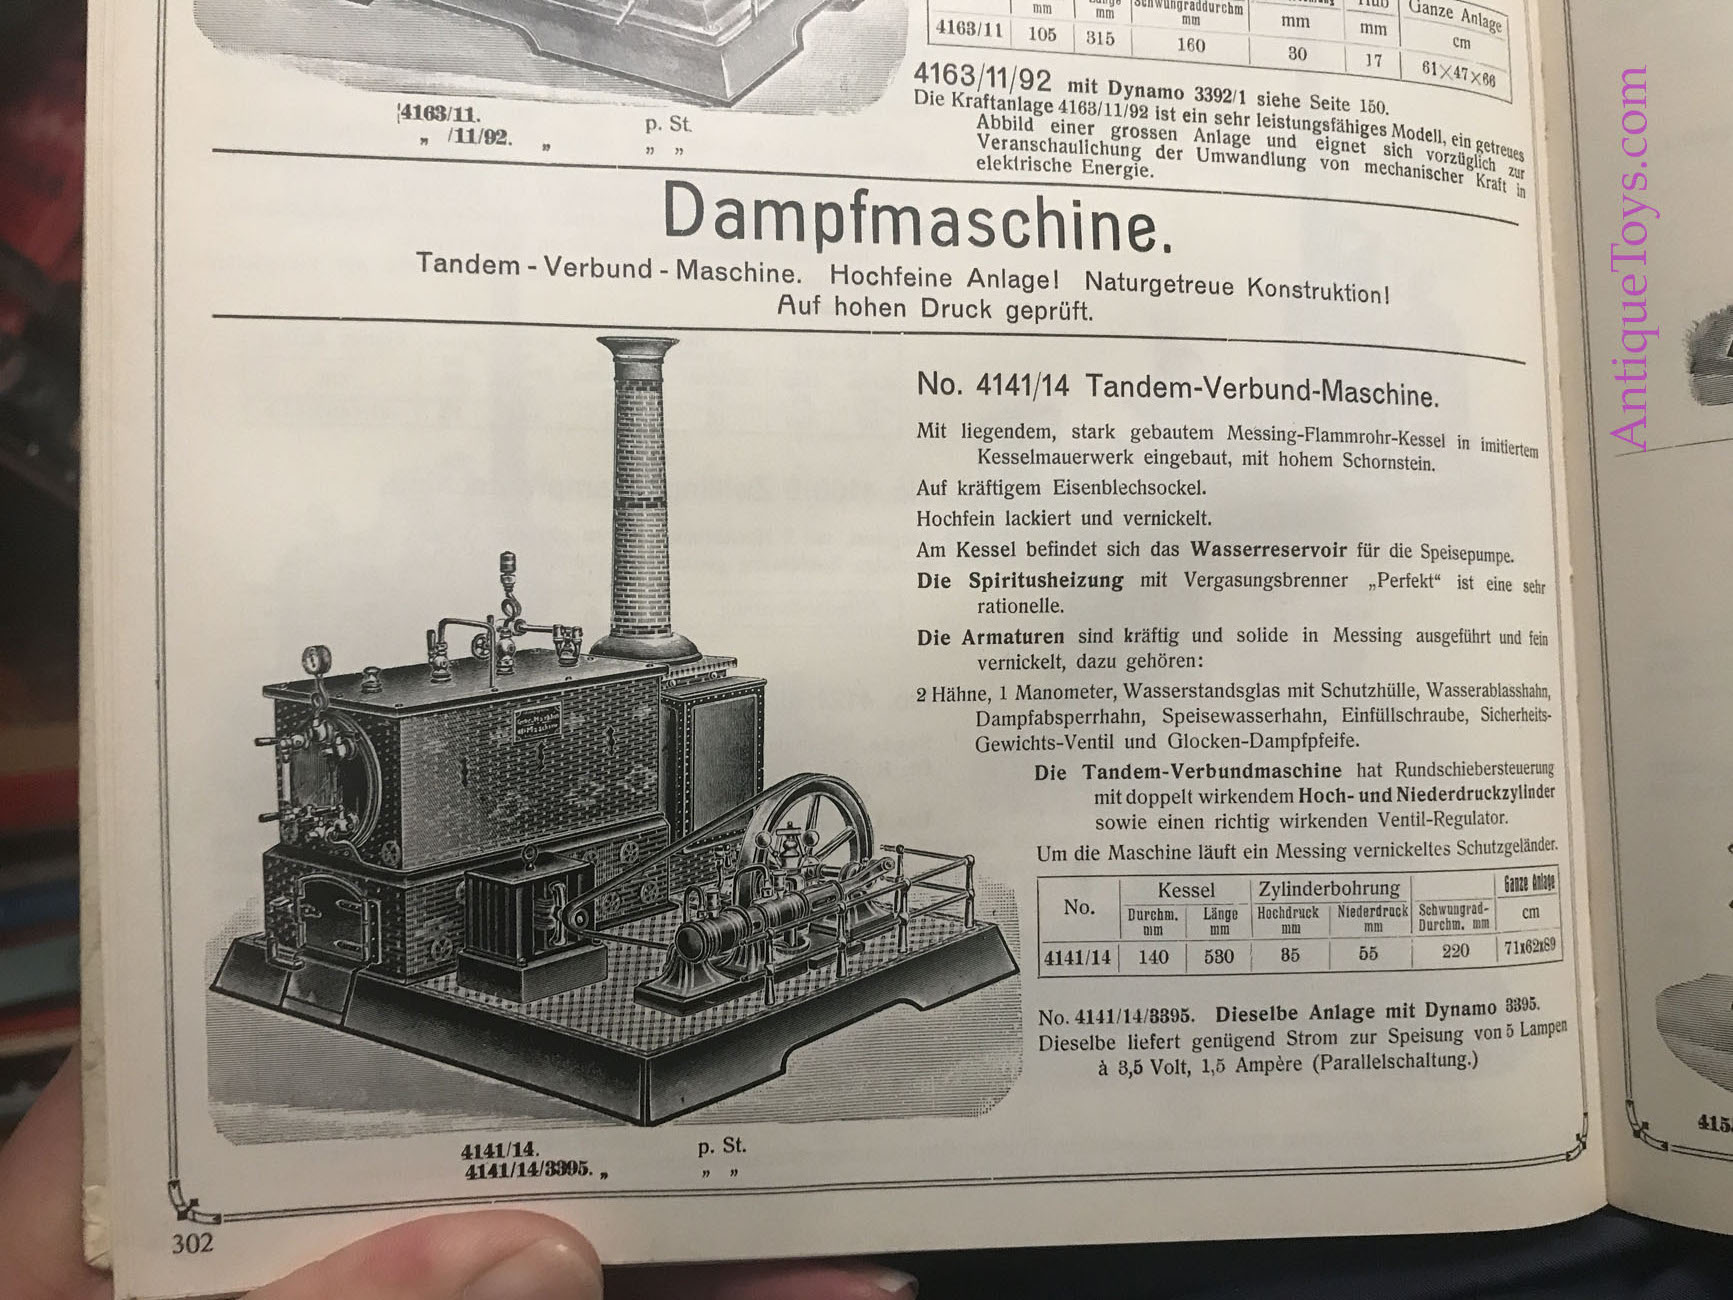 mm
mm
Schwungraddurchm
mm
mm
mm
Ganze Anlage
cm
4163/11 105 315 160 30 17 61×47×66
4163/11/92 mit Dynamo 3392/1 siehe Seite 150.
Die Kraftanlage 4163/11/92 ist ein sehr leistungsfähiges Modell, ein getreues
Abbild einer grossen Anlage und eignet sich vorzüglich zur
Veranschaulichung der Umwandlung von mechanischer Kraft in
elektrische Energie.
4163/11. p. St.
„ /11/92. „ „ „
Dampfmaschine.
Tandem-Verbund-Maschine. Hochfeine Anlage! Naturgetreue Konstruktion!
Auf hohen Druck geprüft.
No. 4141/14 Tandem-Verbund-Maschine.
Mit liegendem, stark gebautem Messing-Flammrohr-Kessel in imitiertem
Kesselmauerwerk eingebaut, mit hohem Schornstein.
Auf kräftigem Eisenblechsockel.
Hochfein lackiert und vernickelt.
Am Kessel befindet sich das Wasserreservoir für die Speisepumpe.
Die Spiritusheizung mit Vergasungsbrenner „Perfekt“ ist eine sehr
rationelle.
Die Armaturen sind kräftig und solide in Messing ausgeführt und fein
vernickelt, dazu gehören:
2 Hähne, 1 Manometer, Wasserstandsglas mit Schutzhülle, Wasserablasshahn,
Dampfabsperrhahn, Speisewasserhahn, Einfüllschraube, Sicherheits-
Gewichts-Ventil und Glocken-Dampfpfeife.
Die Tandem-Verbundmaschine hat Rundschiebersteuerung
mit doppelt wirkendem Hoch- und Niederdruckzylinder
sowie einen richtig wirkenden Ventil-Regulator.
Um die Maschine läuft ein Messing vernickeltes Schutzgeländer.
No. Kessel Zylinderbohrung Ganze Anlage
Durchm. Länge Hochdruck Niederdruck Schwungrad- cm
mm mm mm mm Durchm. mm
4141/14 140 530 35 55 220 71x62x89
No. 4141/14/3395. Dieselbe Anlage mit Dynamo 3395.
Dieselbe liefert genügend Strom zur Speisung von 5 Lampen
à 3,5 Volt, 1,5 Ampère (Parallelschaltung.)
4141/14. p. St.
4141/14/3395. „ „ „
302
415
AntiqueToys.com